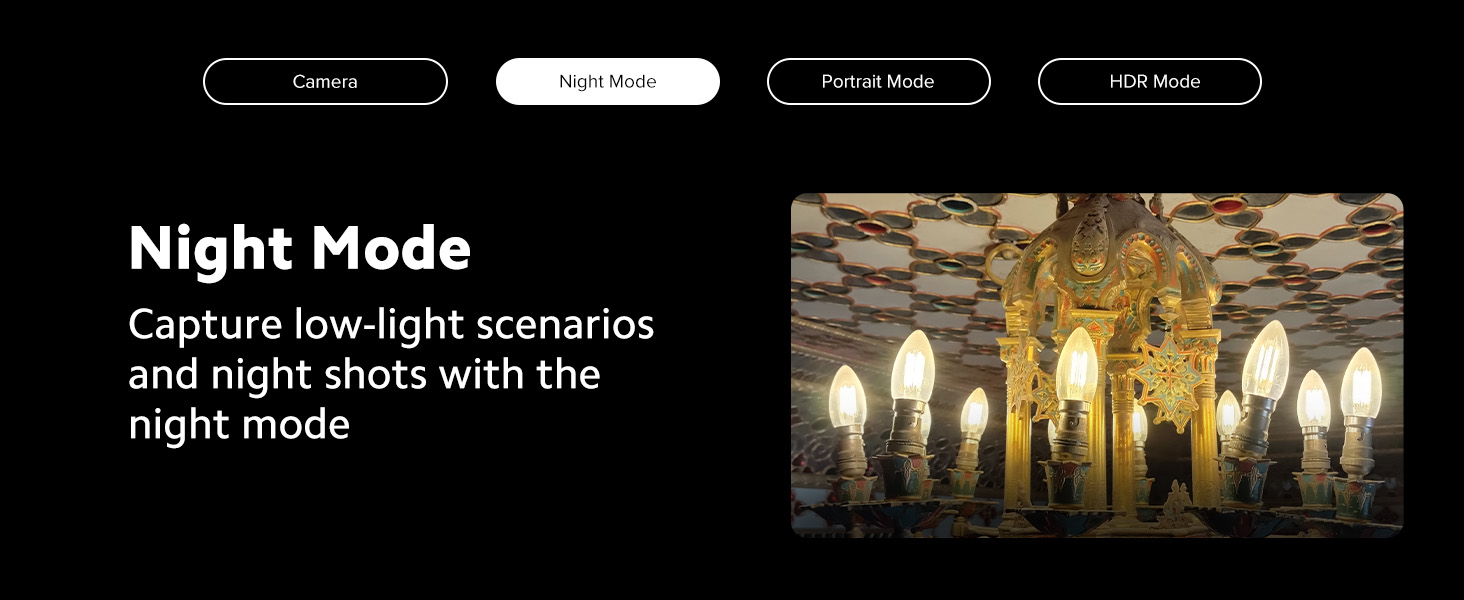 Camera
Night Mode
Portrait Mode
HDR Mode
Night Mode
Capture low-light scenarios
and night shots with the
night mode